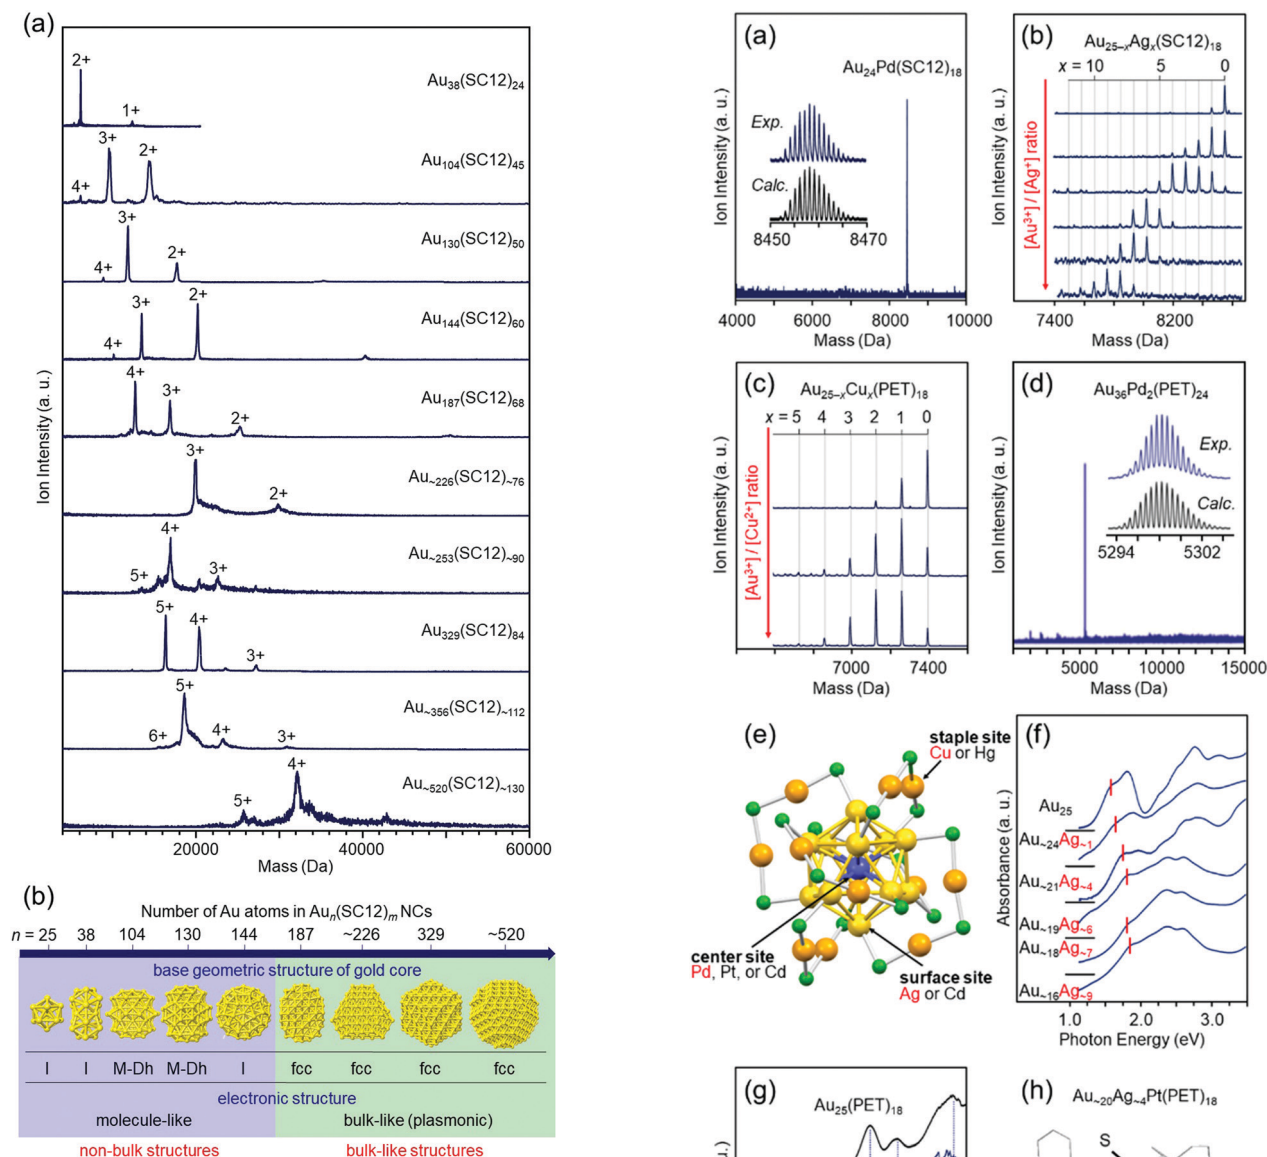 (a)
2+
Au38(SC12)24
1+
3+
2+
Au104(SC12)45
4+
3+
Au130(SC12)50
2+
4+
2+
3+
Au144(SC12)60
4+
4+
3+
Au187(SC12)68
2+
3+
Au~226(SC12)~76
2+
4+
Au~253(SC12)~90
5+
3+
5+
4+
Au329(SC12)84
3+
5+
Au~356(SC12)~112
6+
4+
3+
4+
Au~520(SC12)~130
5+
Ion Intensity (a. u.)
20000 40000 60000
Mass (Da)
(b)
Number of Au atoms in Aun(SC12)m NCs
n = 25 38 104 130 144 187 ~226 329 ~520
base geometric structure of gold core
I I M-Dh M-Dh I fcc fcc fcc fcc
electronic structure
molecule-like bulk-like (plasmonic)
non-bulk structures bulk-like structures
(a)
Au24Pd(SC12)18
Exp.
Calc.
8450 8470
Ion Intensity (a. u.)
4000 6000 8000 10000
Mass (Da)
(b)
Au25–xAgx(SC12)18
x = 10 5 0
Ion Intensity (a. u.)
[Au3+] / [Ag+] ratio
7400 8200
Mass (Da)
(c)
Au25–xCux(PET)18
x = 5 4 3 2 1 0
Ion Intensity (a. u.)
[Au3+] / [Cu2+] ratio
7000 7400
Mass (Da)
(d)
Au36Pd2(PET)24
Exp.
Calc.
5294 5302
Ion Intensity (a. u.)
5000 10000 15000
Mass (Da)
(e)
staple site
Cu or Hg
center site
Pd, Pt, or Cd
surface site
Ag or Cd
(f)
Absorbance (a. u.)
Au25
Au~24Ag~1
Au~21Ag~4
Au~19Ag~6
Au~18Ag~7
Au~16Ag~9
1.0 2.0 3.0
Photon Energy (eV)
(g)
Au25(PET)18
(h)
Au~20Ag~4Pt(PET)18
S